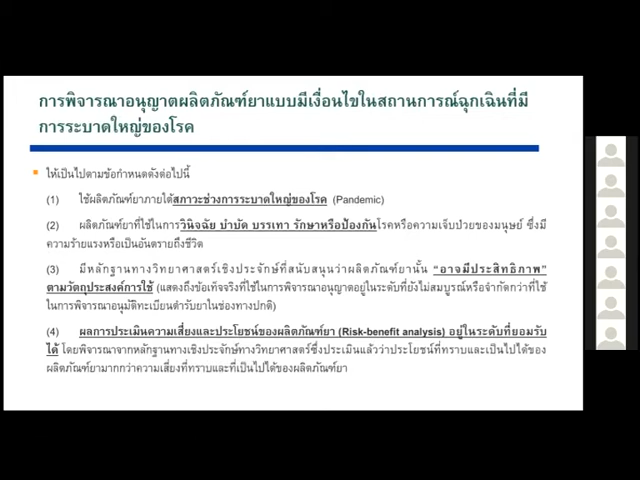 การพิจารณาอนุญาตผลิตภัณฑ์ยาแบบมีเงื่อนไขในสถานการณ์ฉุกเฉินที่มี
การระบาดใหญ่ของโรค
ให้เป็นไปตามข้อกำหนดดังต่อไปนี้
(1) ใช้ผลิตภัณฑ์ยาภายใต้สภาวะช่วงการระบาดใหญ่ของโรค (Pandemic)
(2) ผลิตภัณฑ์ยาที่ใช้ในการวินิจฉัย บำบัด บรรเทา รักษาหรือป้องกันโรคหรือความเจ็บป่วยของมนุษย์ ซึ่งมี
ความร้ายแรงหรือเป็นอันตรายถึงชีวิต
(3) มีหลักฐานทางวิทยาศาสตร์เชิงประจักษ์ที่สนับสนุนว่าผลิตภัณฑ์ยานั้น “อาจมีประสิทธิภาพ”
ตามวัตถุประสงค์การใช้ (แสดงถึงข้อเท็จจริงที่ใช้ในการพิจารณาอนุญาตอยู่ในระดับที่ยังไม่สมบูรณ์หรือจำกัดกว่าที่ใช้
ในการพิจารณาอนุมัติทะเบียนตำรับยาในช่องทางปกติ)
(4) ผลการประเมินความเสี่ยงและประโยชน์ของผลิตภัณฑ์ยา (Risk-benefit analysis) อยู่ในระดับที่ยอมรับ
ได้ โดยพิจารณาจากหลักฐานทางเชิงประจักษ์ทางวิทยาศาสตร์ซึ่งประเมินแล้วว่าประโยชน์ที่ทราบและเป็นไปได้ของ
ผลิตภัณฑ์ยามากกว่าความเสี่ยงที่ทราบและที่เป็นไปได้ของผลิตภัณฑ์ยา